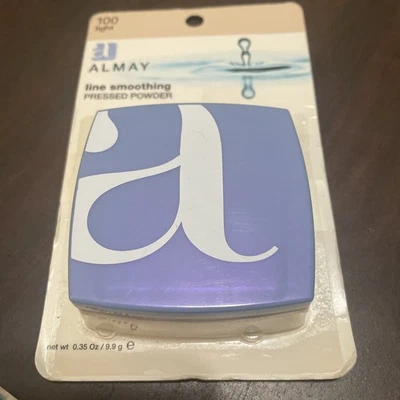 100
light
a
ALMAY
line smoothing
PRESSED POWDER
a
net wt 0.35 Oz / 9.9 g e